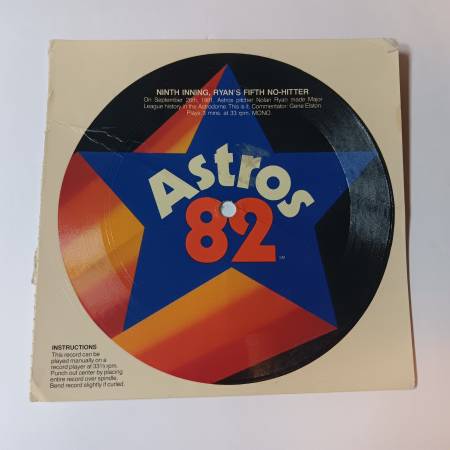 NINTH INNING, RYAN'S FIFTH NO-HITTER
On September 26th, 1981, Astros pitcher Nolan Ryan made Major
League history in the Astrodome. This is it. Commentator: Gene Elston
Plays 3 mins. at 33 rpm. MONO.
Astros
82
INSTRUCTIONS
This record can be
played manually on a
record player at 33⅓ rpm.
Punch out center by placing
entire record over spindle.
Bend record slightly if curled.